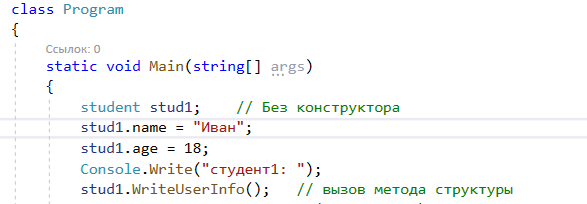 class Program
{
Ссылок: 0
static void Main(string[] args)
{
student stud1; // Без конструктора
stud1.name = "Иван";
stud1.age = 18;
Console.Write("студент1: ");
stud1.WriteUserInfo(); // вызов метода структуры